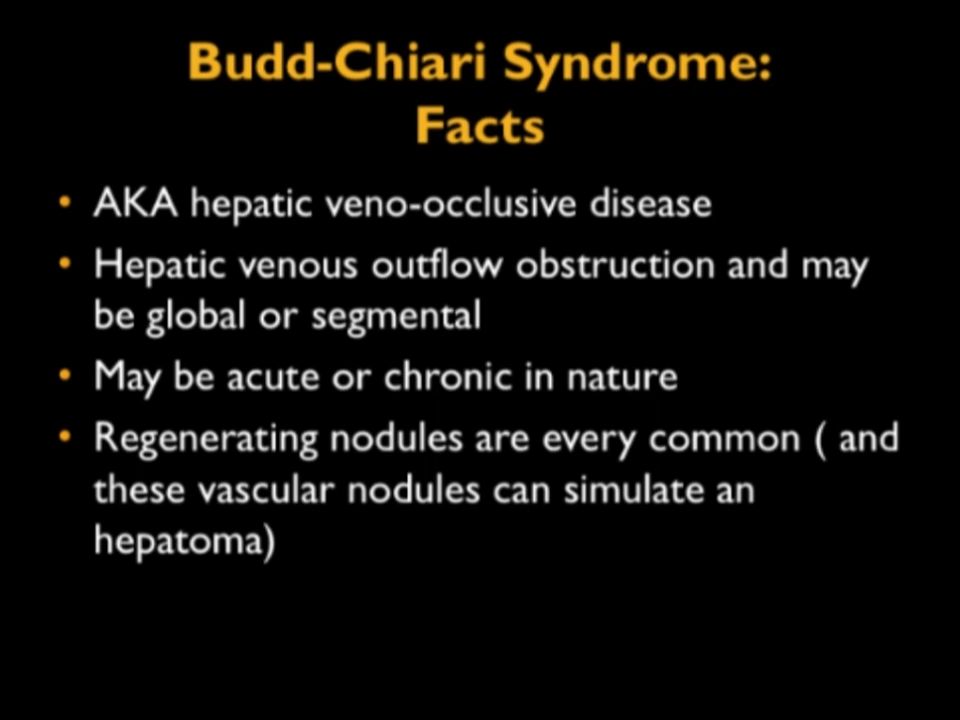 Budd-Chiari Syndrome:
Facts
• AKA hepatic veno-occlusive disease
• Hepatic venous outflow obstruction and may
be global or segmental
• May be acute or chronic in nature
• Regenerating nodules are every common ( and
these vascular nodules can simulate an
hepatoma)